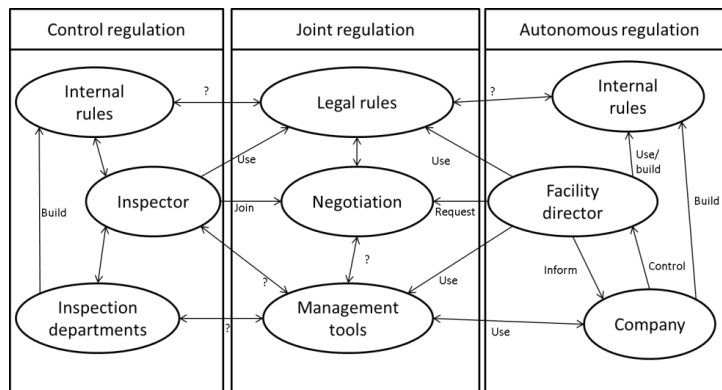 Control regulation
Joint regulation
Autonomous regulation
Internal
rules
?
Legal rules
?
Internal
rules
Use
Use
Use/
build
Build
Inspector
Join
Negotiation
Request
Facility
director
Build
?
?
Use
Inform
Control
Inspection
departments
?
Management
tools
Use
Company